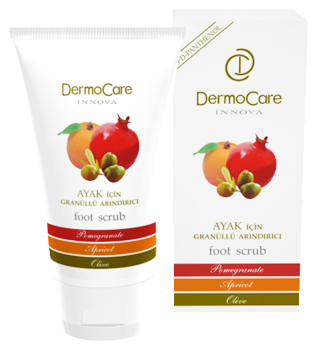 DermoCare
INNOVA
AYAK İÇİN
GRANÜLLÜ ARINDIRICI
foot scrub
Pomegranate
Apricot
Olive
D-PANTHENOL
DermoCare
INNOVA
AYAK İÇİN
GRANÜLLÜ ARINDIRICI
foot scrub
Pomegranate
Apricot
Olive